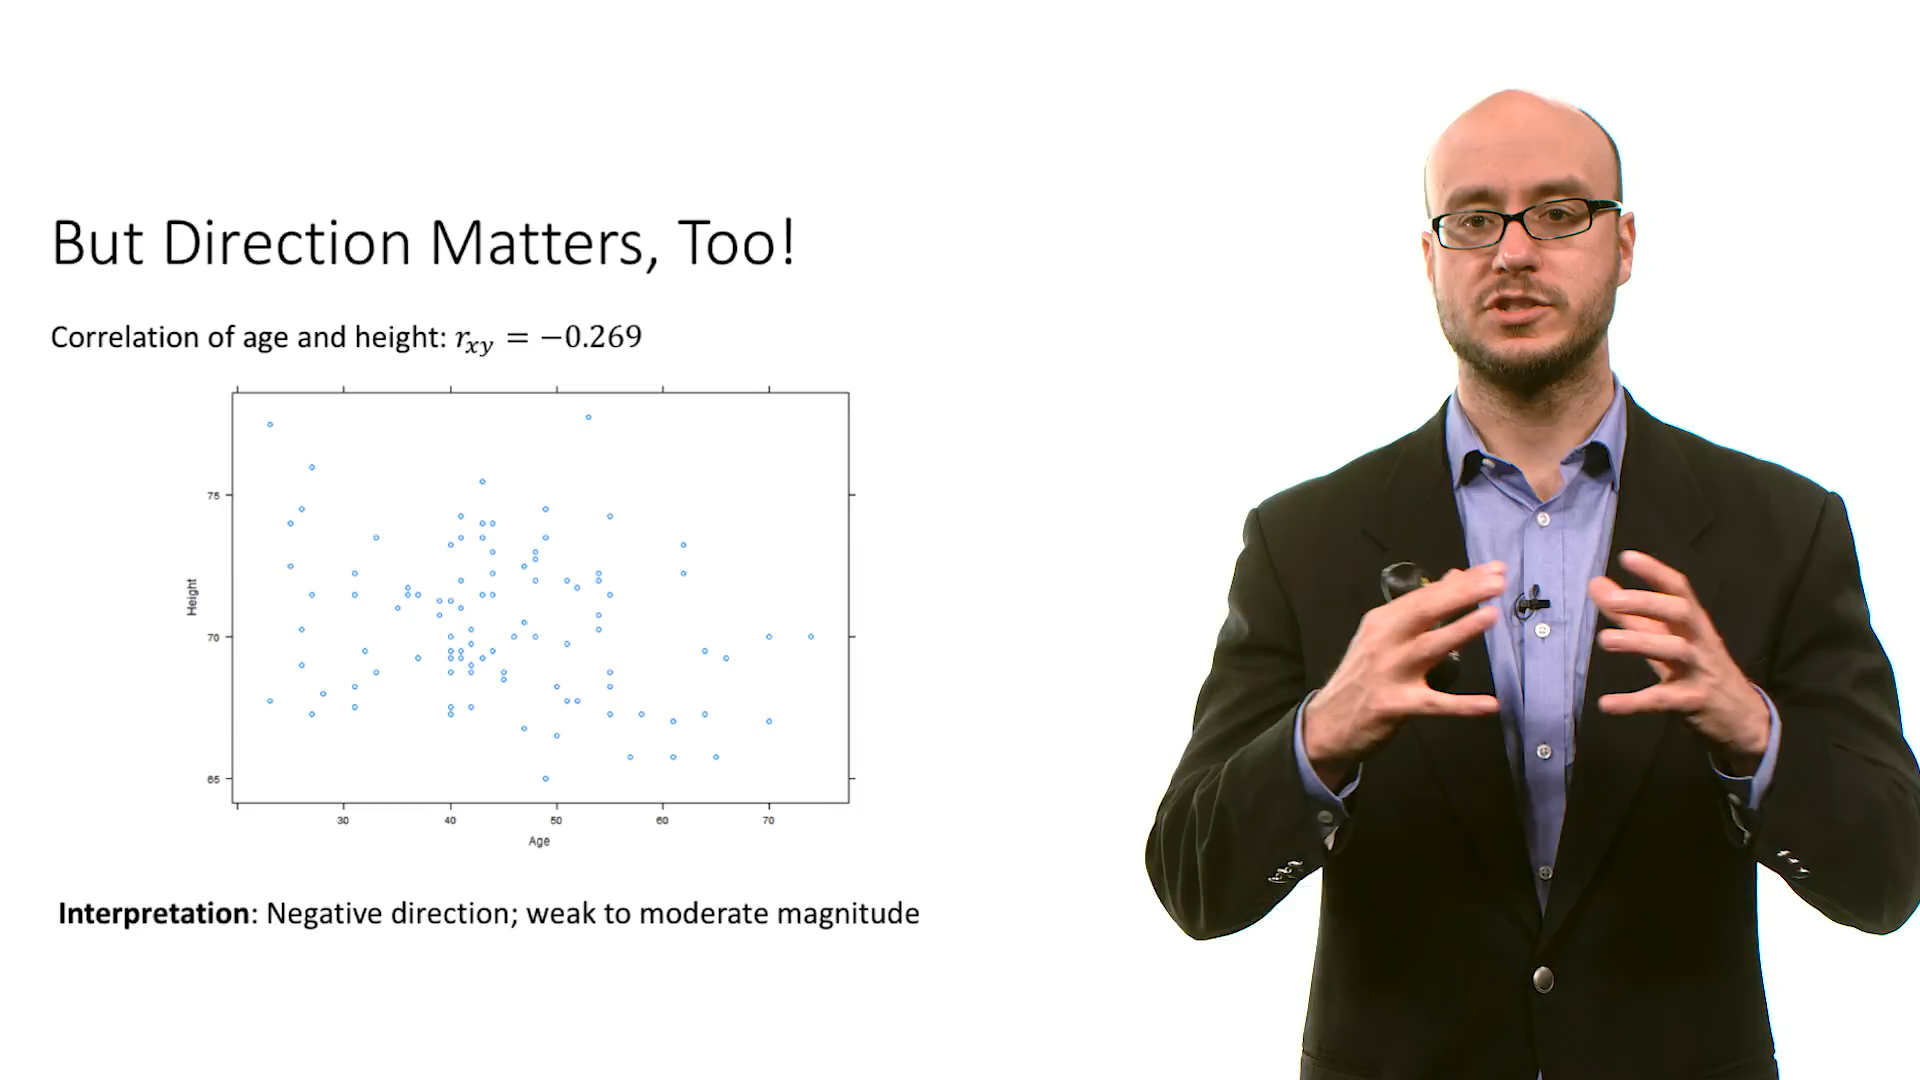 But Direction Matters, Too!
Correlation of age and height: r_xy = −0.269
75
70
65
Height
30 40 50 60 70
Age
Interpretation: Negative direction; weak to moderate magnitude